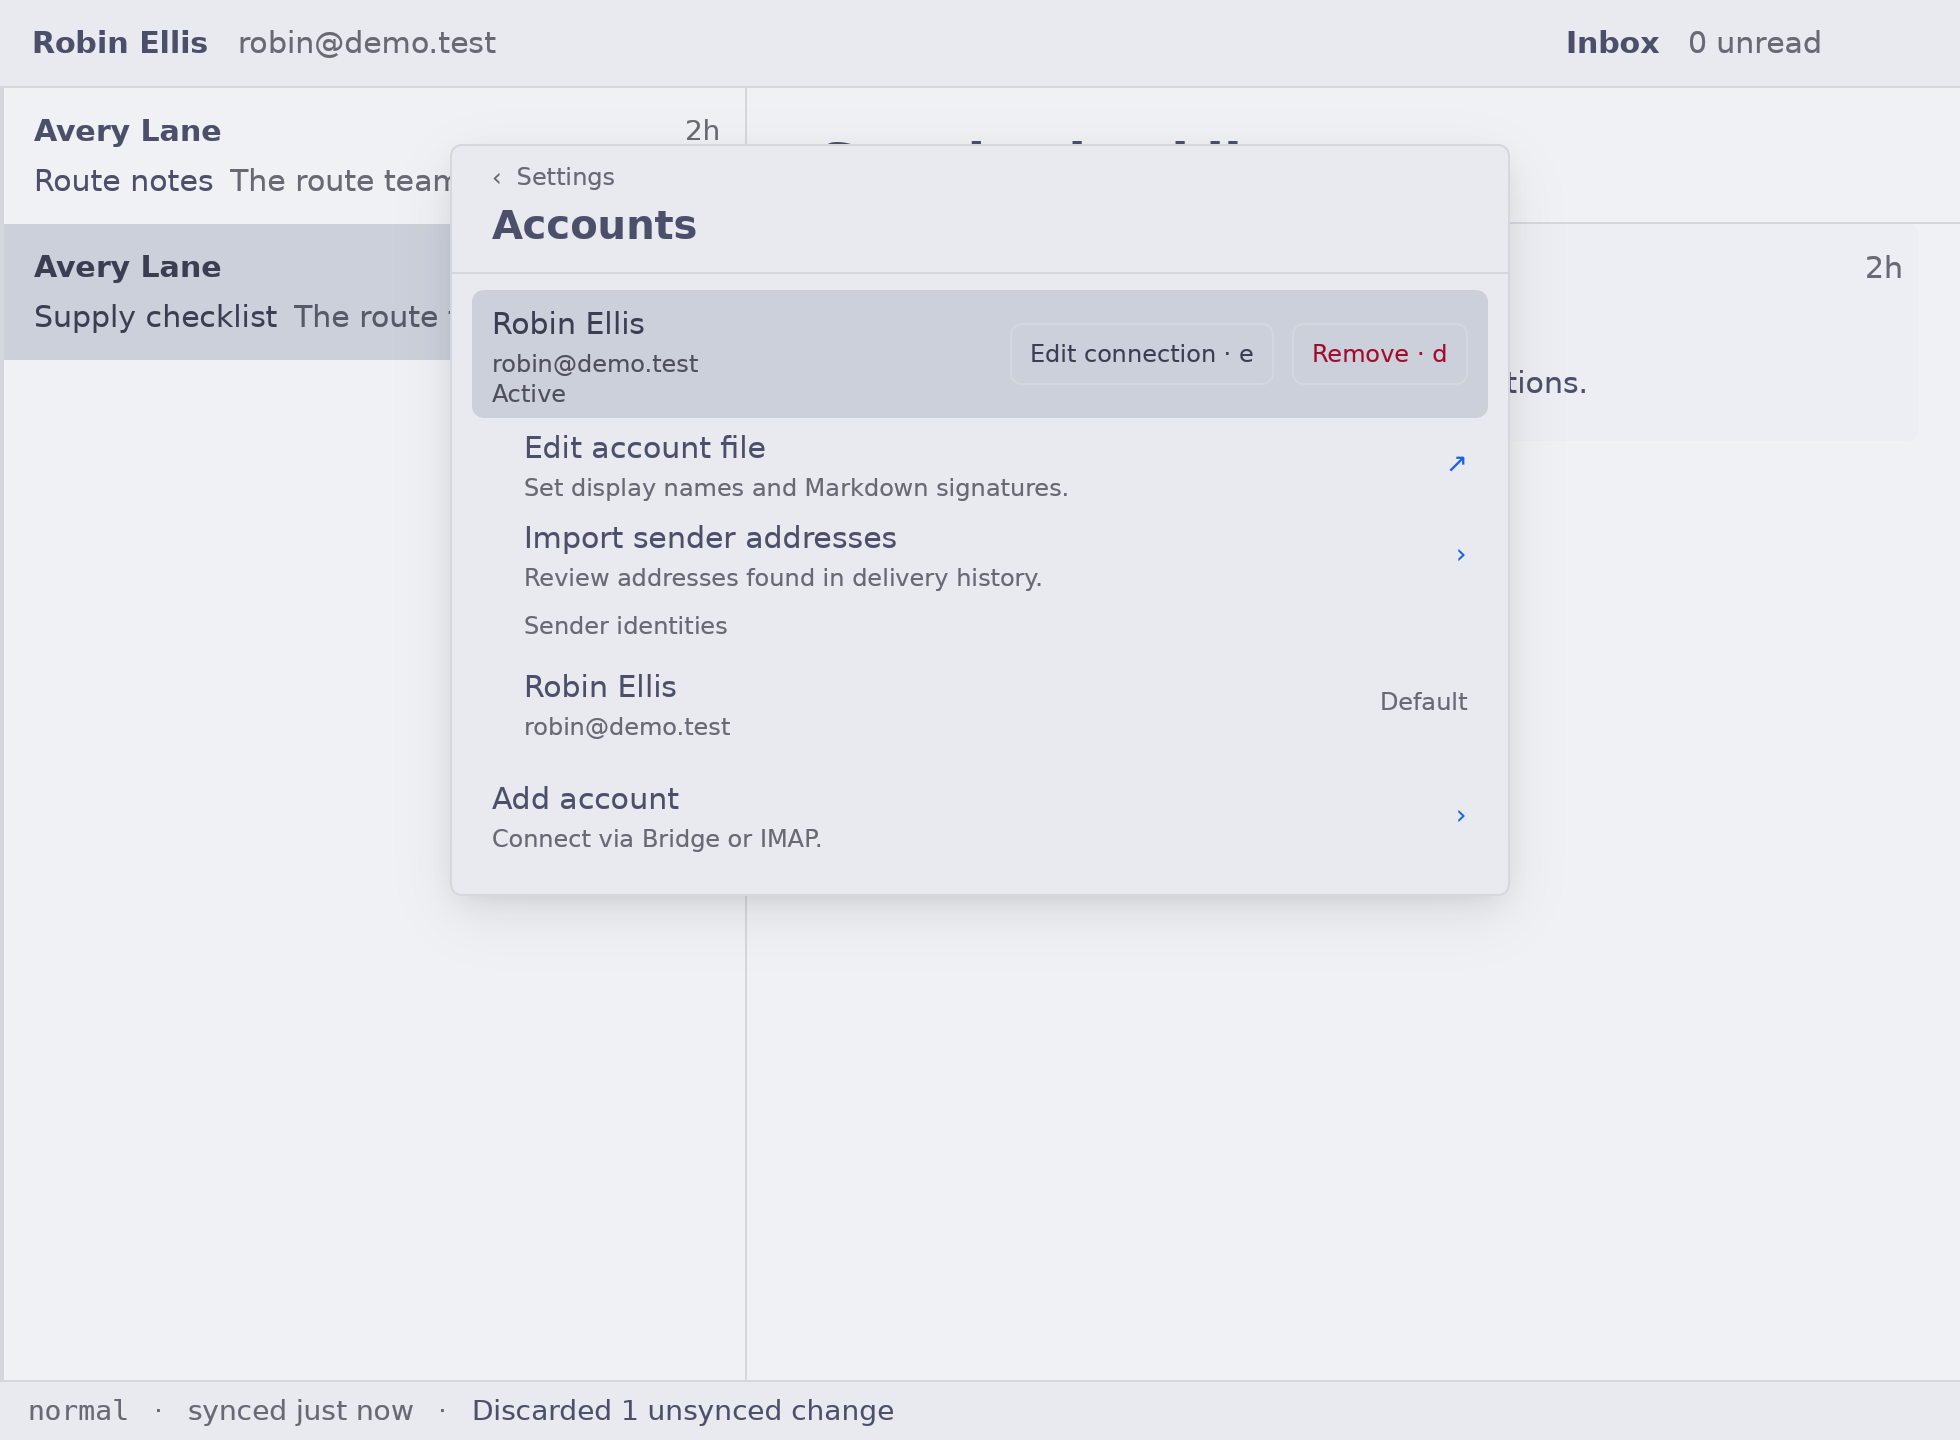 Robin Ellis robin@demo.test Inbox 0 unread
Avery Lane 2h
Route notes The route team
Avery Lane
Supply checklist The route
2h
tions.
‹ Settings
Accounts
Robin Ellis
robin@demo.test
Active
Edit connection · e Remove · d
Edit account file ↗
Set display names and Markdown signatures.
Import sender addresses ›
Review addresses found in delivery history.
Sender identities
Robin Ellis
robin@demo.test
Default
Add account ›
Connect via Bridge or IMAP.
normal · synced just now · Discarded 1 unsynced change